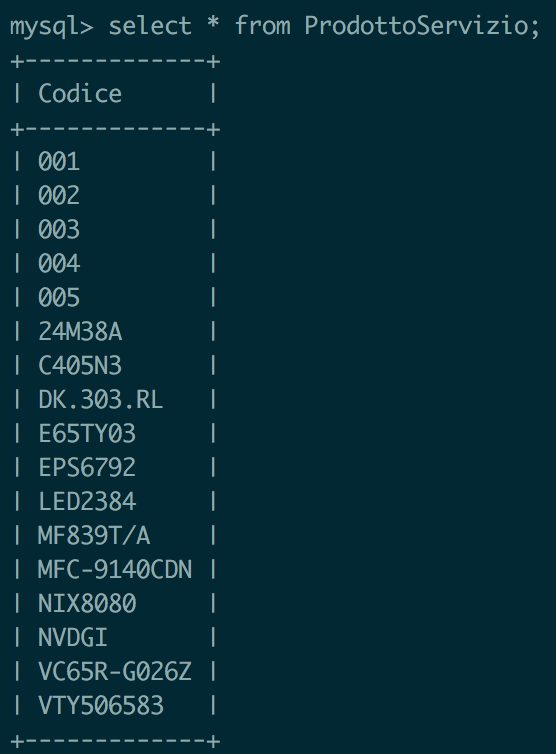 mysql> select * from ProdottoServizio;
+-------------+
| Codice      |
+-------------+
| 001         |
| 002         |
| 003         |
| 004         |
| 005         |
| 24M38A      |
| C405N3      |
| DK.303.RL   |
| E65TY03     |
| EPS6792     |
| LED2384     |
| MF839T/A    |
| MFC-9140CDN |
| NIX8080     |
| NVDGI       |
| VC65R-G026Z |
| VTY506583   |
+-------------+